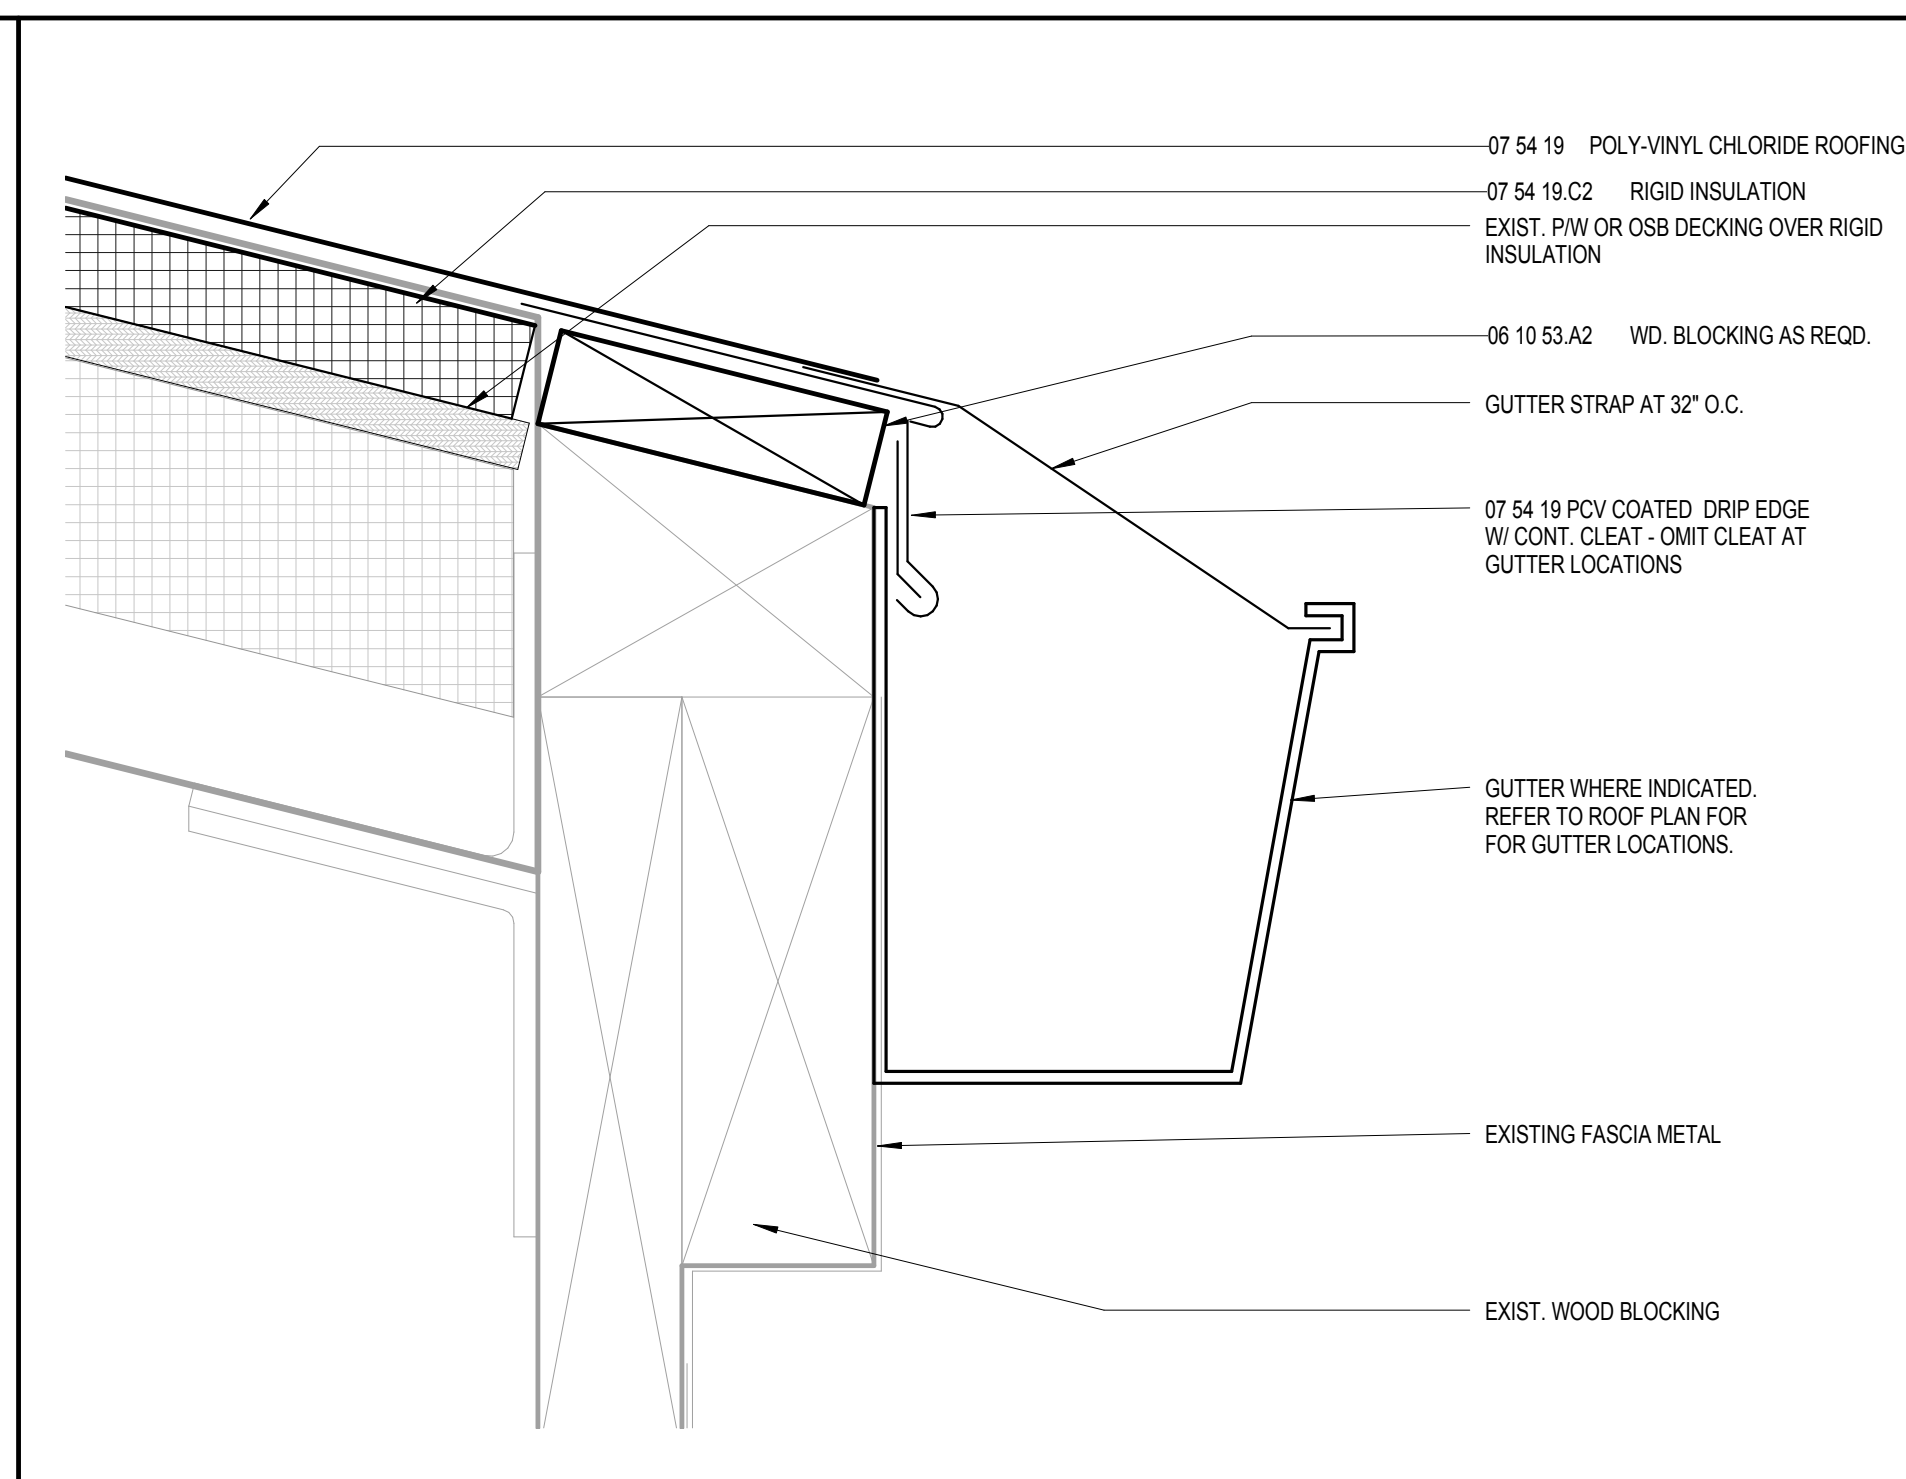 07 54 19 POLY-VINYL CHLORIDE ROOFING
07 54 19.C2 RIGID INSULATION
EXIST. P/W OR OSB DECKING OVER RIGID
INSULATION
06 10 53.A2 WD. BLOCKING AS REQD.
GUTTER STRAP AT 32" O.C.
07 54 19 PCV COATED DRIP EDGE
W/ CONT. CLEAT - OMIT CLEAT AT
GUTTER LOCATIONS
GUTTER WHERE INDICATED.
REFER TO ROOF PLAN FOR
FOR GUTTER LOCATIONS.
EXISTING FASCIA METAL
EXIST. WOOD BLOCKING